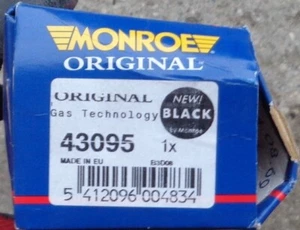 MONROE
ORIGINAL
ORIGINAL
Gas Technology
NEW!
BLACK
by Monroe
43095
1x
MADE IN EU
5 412096 004834